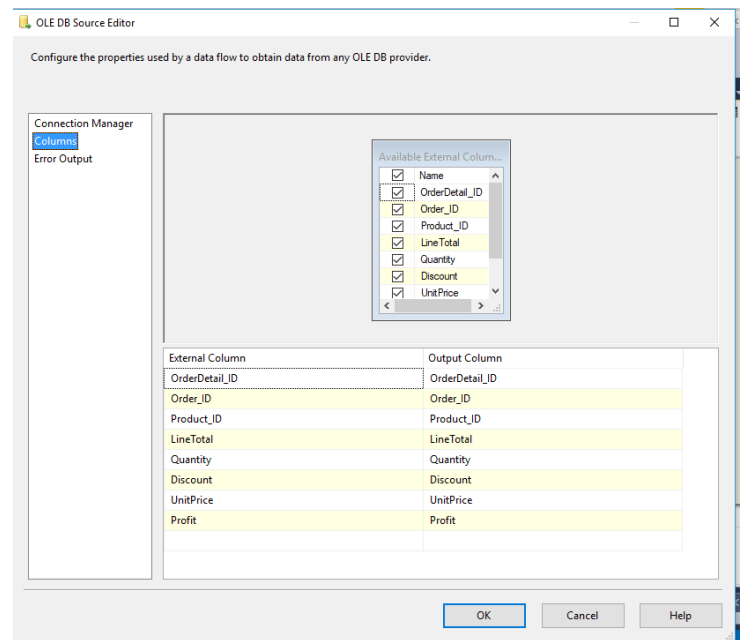 OLE DB Source Editor
Configure the properties used by a data flow to obtain data from any OLE DB provider.
Connection Manager
Columns
Error Output
Available External Colum...
Name
OrderDetail_ID
Order_ID
Product_ID
LineTotal
Quantity
Discount
UnitPrice
External Column Output Column
OrderDetail_ID OrderDetail_ID
Order_ID Order_ID
Product_ID Product_ID
LineTotal LineTotal
Quantity Quantity
Discount Discount
UnitPrice UnitPrice
Profit Profit
OK Cancel Help